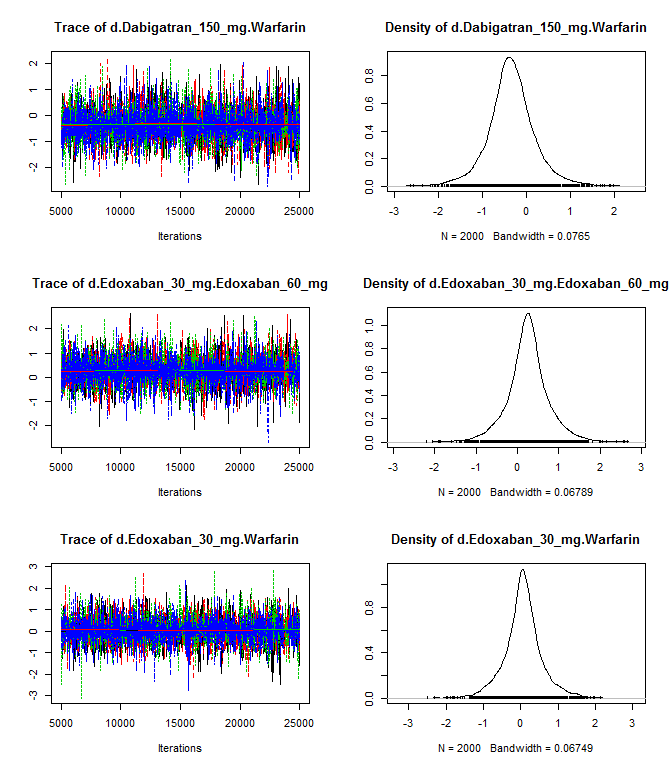 Trace of d.Dabigatran_150_mg.Warfarin
2
1
0
-1
-2
5000 10000 15000 20000 25000
Iterations
Density of d.Dabigatran_150_mg.Warfarin
0.8
0.6
0.4
0.2
0.0
-3 -2 -1 0 1 2
N = 2000 Bandwidth = 0.0765
Trace of d.Edoxaban_30_mg.Edoxaban_60_mg
2
1
0
-1
-2
5000 10000 15000 20000 25000
Iterations
Density of d.Edoxaban_30_mg.Edoxaban_60_mg
1.0
0.8
0.6
0.4
0.2
0.0
-3 -2 -1 0 1 2 3
N = 2000 Bandwidth = 0.06789
Trace of d.Edoxaban_30_mg.Warfarin
3
2
1
0
-1
-2
-3
5000 10000 15000 20000 25000
Iterations
Density of d.Edoxaban_30_mg.Warfarin
0.8
0.4
0.0
-3 -2 -1 0 1 2 3
N = 2000 Bandwidth = 0.06749